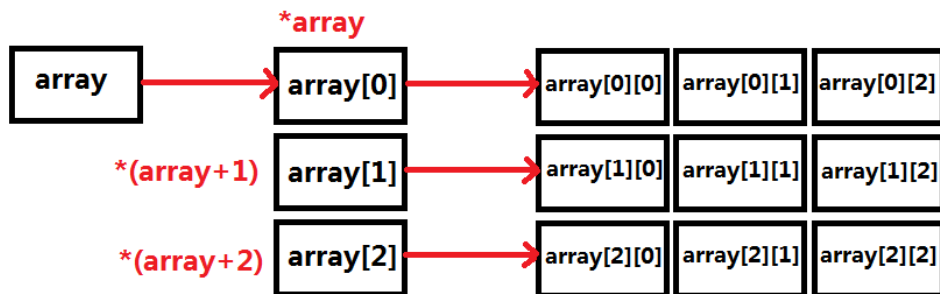 *array
array array[0] array[0][0] array[0][1] array[0][2]
*(array+1) array[1] array[1][0] array[1][1] array[1][2]
*(array+2) array[2] array[2][0] array[2][1] array[2][2]